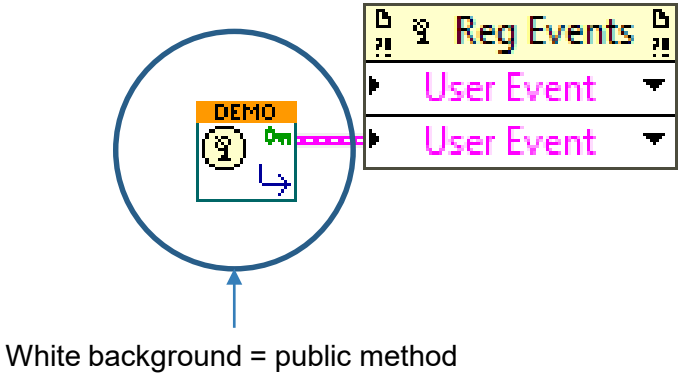 Reg Events
User Event
DEMO
User Event
White background = public method